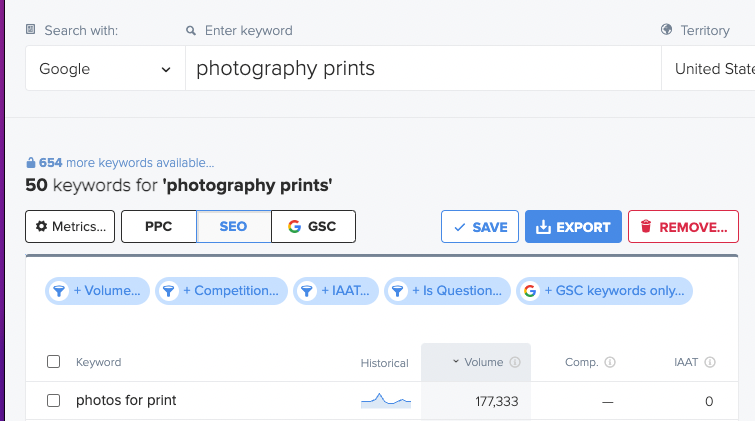 Search with: Enter keyword Territory
Google photography prints United State
654 more keywords available...
50 keywords for 'photography prints'
Metrics... PPC SEO GSC SAVE EXPORT REMOVE...
+ Volume... + Competition... + IAAT... + Is Question... + GSC keywords only...
Keyword Historical Volume Comp. IAAT
photos for print 177,333 — 0